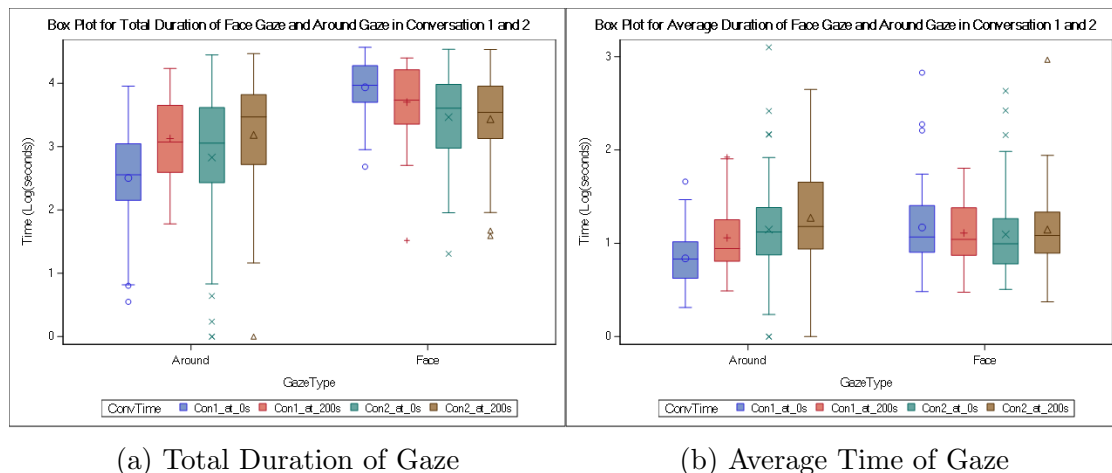 Box Plot for Total Duration of Face Gaze and Around Gaze in Conversation 1 and 2
Time (Log(seconds))
4
3
2
1
0
Around
Face
GazeType
ConvTime
Con1_at_0s
Con1_at_200s
Con2_at_0s
Con2_at_200s
(a) Total Duration of Gaze
Box Plot for Average Duration of Face Gaze and Around Gaze in Conversation 1 and 2
Time (Log(seconds))
3
2
1
0
Around
Face
GazeType
ConvTime
Con1_at_0s
Con1_at_200s
Con2_at_0s
Con2_at_200s
(b) Average Time of Gaze